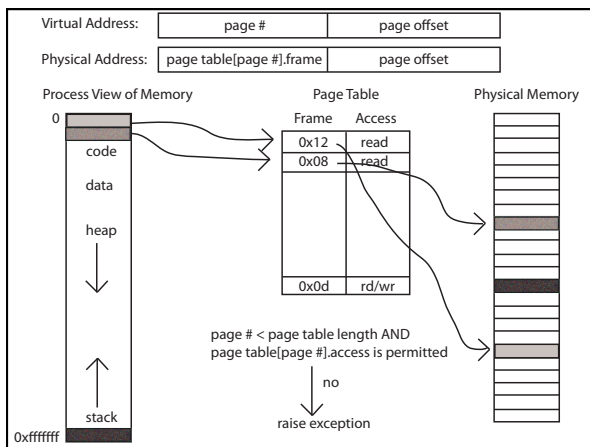 Virtual Address: page # page offset
Physical Address: page table[page #].frame page offset
Process View of Memory
Page Table
Physical Memory
0
Frame Access
0x12 read
0x08 read
code
data
heap
0x0d rd/wr
page # < page table length AND
page table[page #].access is permitted
no
raise exception
stack
0xfffffff